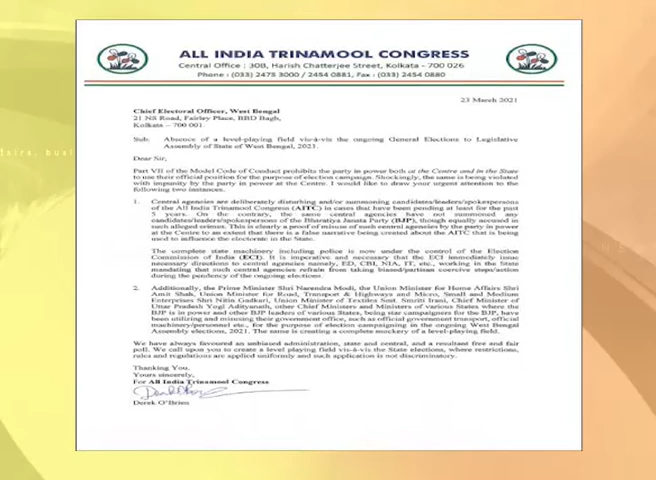 ALL INDIA TRINAMOOL CONGRESS
Central Office : 30B, Harish Chatterjee Street, Kolkata - 700 026
Phone : (033) 2475 3000 / 2454 0881, Fax : (033) 2454 0880
23 March 2021
Chief Electoral Officer, West Bengal
21 NS Road, Fairley Place, BBD Bagh,
Kolkata – 700 001.
Sub: Absence of a level-playing field vis-à-vis the ongoing General Elections to Legislative
Assembly of State of West Bengal, 2021.
Dear Sir,
Part VII of the Model Code of Conduct prohibits the party in power both at the Centre and in the State
to use their official position for the purpose of election campaign. Shockingly, the same is being violated
with impunity by the party in power at the Centre. I would like to draw your urgent attention to the
following two instances.
1. Central agencies are deliberately disturbing and/or summoning candidates/leaders/spokespersons
of the All India Trinamool Congress (AITC) in cases that have been pending at least for the past
5 years. On the contrary, the same central agencies have not summoned any
candidates/leaders/spokespersons of the Bharatiya Janata Party (BJP), though equally accused in
such alleged crimes. This is clearly a proof of misuse of such central agencies by the party in power
at the Centre to an extent that there is a false narrative being created about the AITC that is being
used to influence the electorate in the State.
The complete state machinery including police is now under the control of the Election
Commission of India (ECI). It is imperative and necessary that the ECI immediately issue
necessary directions to central agencies namely, ED, CBI, NIA, IT, etc., working in the State
mandating that such central agencies refrain from taking biased/partisan coercive steps/action
during the pendency of the ongoing elections.
2. Additionally, the Prime Minister Shri Narendra Modi, the Union Minister for Home Affairs Shri
Amit Shah, Union Minister for Road, Transport & Highways and Micro, Small and Medium
Enterprises Shri Nitin Gadkari, Union Minister of Textiles Smt. Smriti Irani, Chief Minister of
Uttar Pradesh Yogi Adityanath, other Chief Ministers and Ministers of various States where the
BJP is in power and other BJP leaders of various States, being star campaigners for the BJP, have
been utilizing and misusing their government office, such as official government transport, official
machinery/personnel etc., for the purpose of election campaigning in the ongoing West Bengal
Assembly elections, 2021. The same is creating a complete mockery of a level-playing field.
We have always favoured an unbiased administration, state and central, and a resultant free and fair
poll. We call upon you to create a level playing field vis-à-vis the State elections, where restrictions,
rules and regulations are applied uniformly and such application is not discriminatory.
Thanking You.
Yours sincerely,
For All India Trinamool Congress
Derek O'Brien